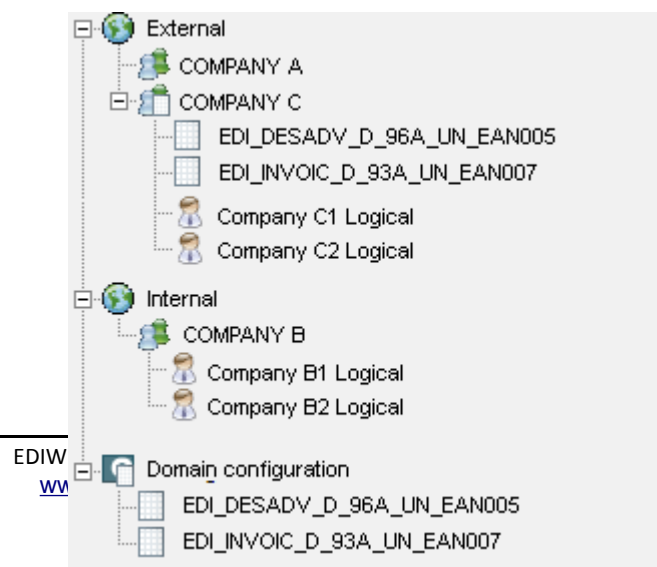 External
COMPANY A
COMPANY C
EDI_DESADV_D_96A_UN_EAN005
EDI_INVOIC_D_93A_UN_EAN007
Company C1 Logical
Company C2 Logical
Internal
COMPANY B
Company B1 Logical
Company B2 Logical
EDIW
Domain configuration
ww
EDI_DESADV_D_96A_UN_EAN005
EDI_INVOIC_D_93A_UN_EAN007